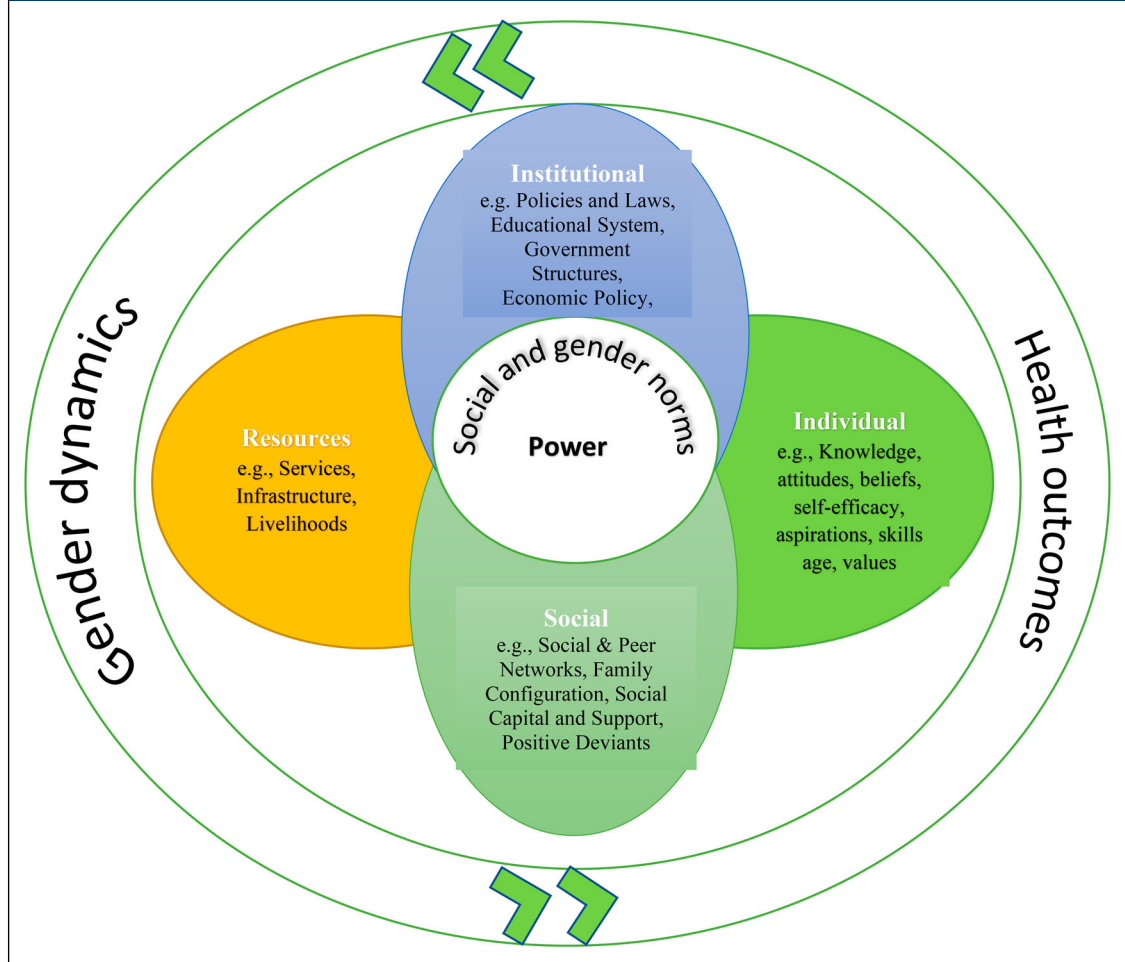 Institutional
e.g. Policies and Laws,
Educational System,
Government
Structures,
Economic Policy,
Social and gender norms
Power
Gender dynamics
Resources
e.g., Services,
Infrastructure,
Livelihoods
Individual
e.g., Knowledge,
attitudes, beliefs,
self-efficacy,
aspirations, skills
age, values
Health outcomes
Social
e.g., Social & Peer
Networks, Family
Configuration, Social
Capital and Support,
Positive Deviants